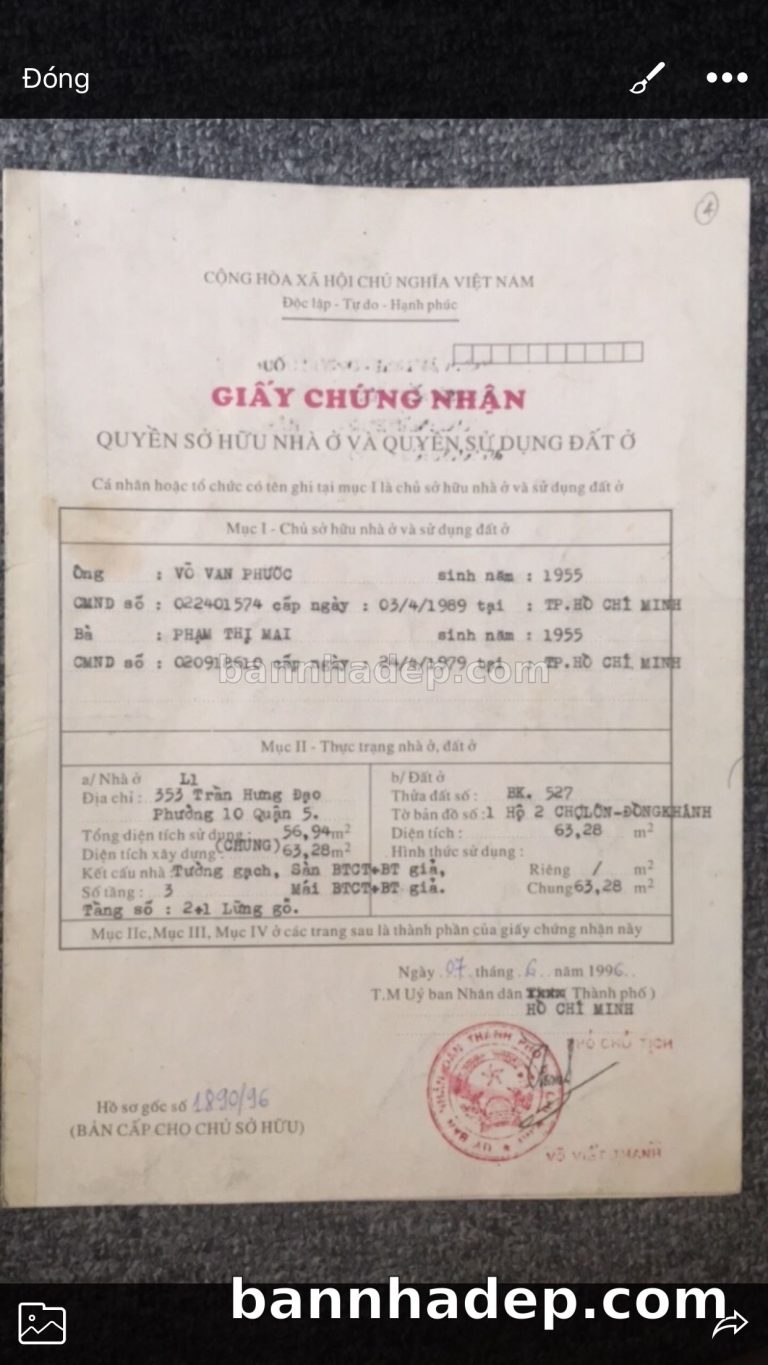 Đóng
4
CỘNG HÒA XÃ HỘI CHỦ NGHĨA VIỆT NAM
Độc lập - Tự do - Hạnh phúc
GIẤY CHỨNG NHẬN
QUYỀN SỞ HỮU NHÀ Ở VÀ QUYỀN SỬ DỤNG ĐẤT Ở
Cá nhân hoặc tổ chức có tên ghi tại mục I là chủ sở hữu nhà ở và sử dụng đất ở
Mục I - Chủ sở hữu nhà ở và sử dụng đất ở
Ông : VÕ VAN PHƯỚC sinh năm : 1955
CMND số : 022401574 cấp ngày : 03/4/1989 tại : TP.HỒ CHÍ MINH
Bà : PHẠM THỊ MAI sinh năm : 1955
CMND số : cấp ngày : tại : TP.HỒ CHÍ MINH
bannhadep.com
Mục II - Thực trạng nhà ở, đất ở
a/ Nhà ở L1
Địa chỉ : 353 Trần Hưng Đạo
Phường 10 Quận 5.
Tổng diện tích sử dụng : 56,94m²
Diện tích xây dựng (CHUNG) 63,28m²
Kết cấu nhà Tường gạch, Sàn BTCT+BT giả,
Số tầng : 3 Mái BTCT+BT giả.
Tầng số : 2+1 Lửng gỗ.
b/ Đất ở
Thửa đất số : BK. 527
Tờ bản đồ số :1 Hộ 2 CHỢLỚN-ĐỒNGKHÁNH
Diện tích : 63,28 m²
Hình thức sử dụng :
Riêng / m²
Chung 63,28 m²
Mục IIc,Mục III, Mục IV ở các trang sau là thành phần của giấy chứng nhận này
Ngày 07 tháng 6 năm 1996
T.M Uỷ ban Nhân dân Thành phố )
HỒ CHÍ MINH
PHÓ CHỦ TỊCH
ỦY BAN NHÂN DÂN THÀNH PHỐ
Hồ sơ gốc số 1890/96
(BẢN CẤP CHO CHỦ SỞ HỮU)
VÕ VIẾT THANH
bannhadep.com